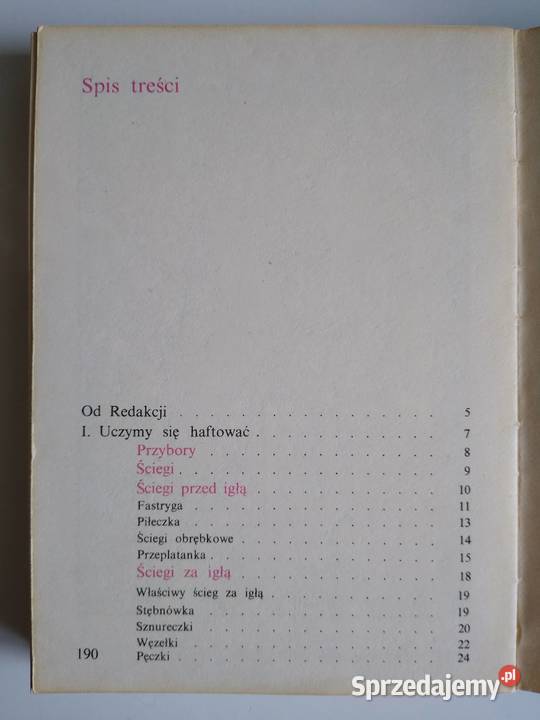 Spis treści
Od Redakcji . . . . . . . . . . . . . . 5
I. Uczymy się haftować . . . . . . . . . . 7
Przybory . . . . . . . . . . . . . 8
Ściegi . . . . . . . . . . . . . . 9
Ściegi przed igłą . . . . . . . . . . 10
Fastryga . . . . . . . . . . . . . 11
Piłeczka . . . . . . . . . . . . . 13
Ściegi obrębkowe . . . . . . . . . . 14
Przeplatanka . . . . . . . . . . . . 15
Ściegi za igłą . . . . . . . . . . . 18
Właściwy ścieg za igłą . . . . . . . . 19
Stębnówka . . . . . . . . . . . . 19
Sznureczki . . . . . . . . . . . . 20
Węzełki . . . . . . . . . . . . . 22
Pęczki . . . . . . . . . . . . . . 24
190
Sprzedajemy.pl